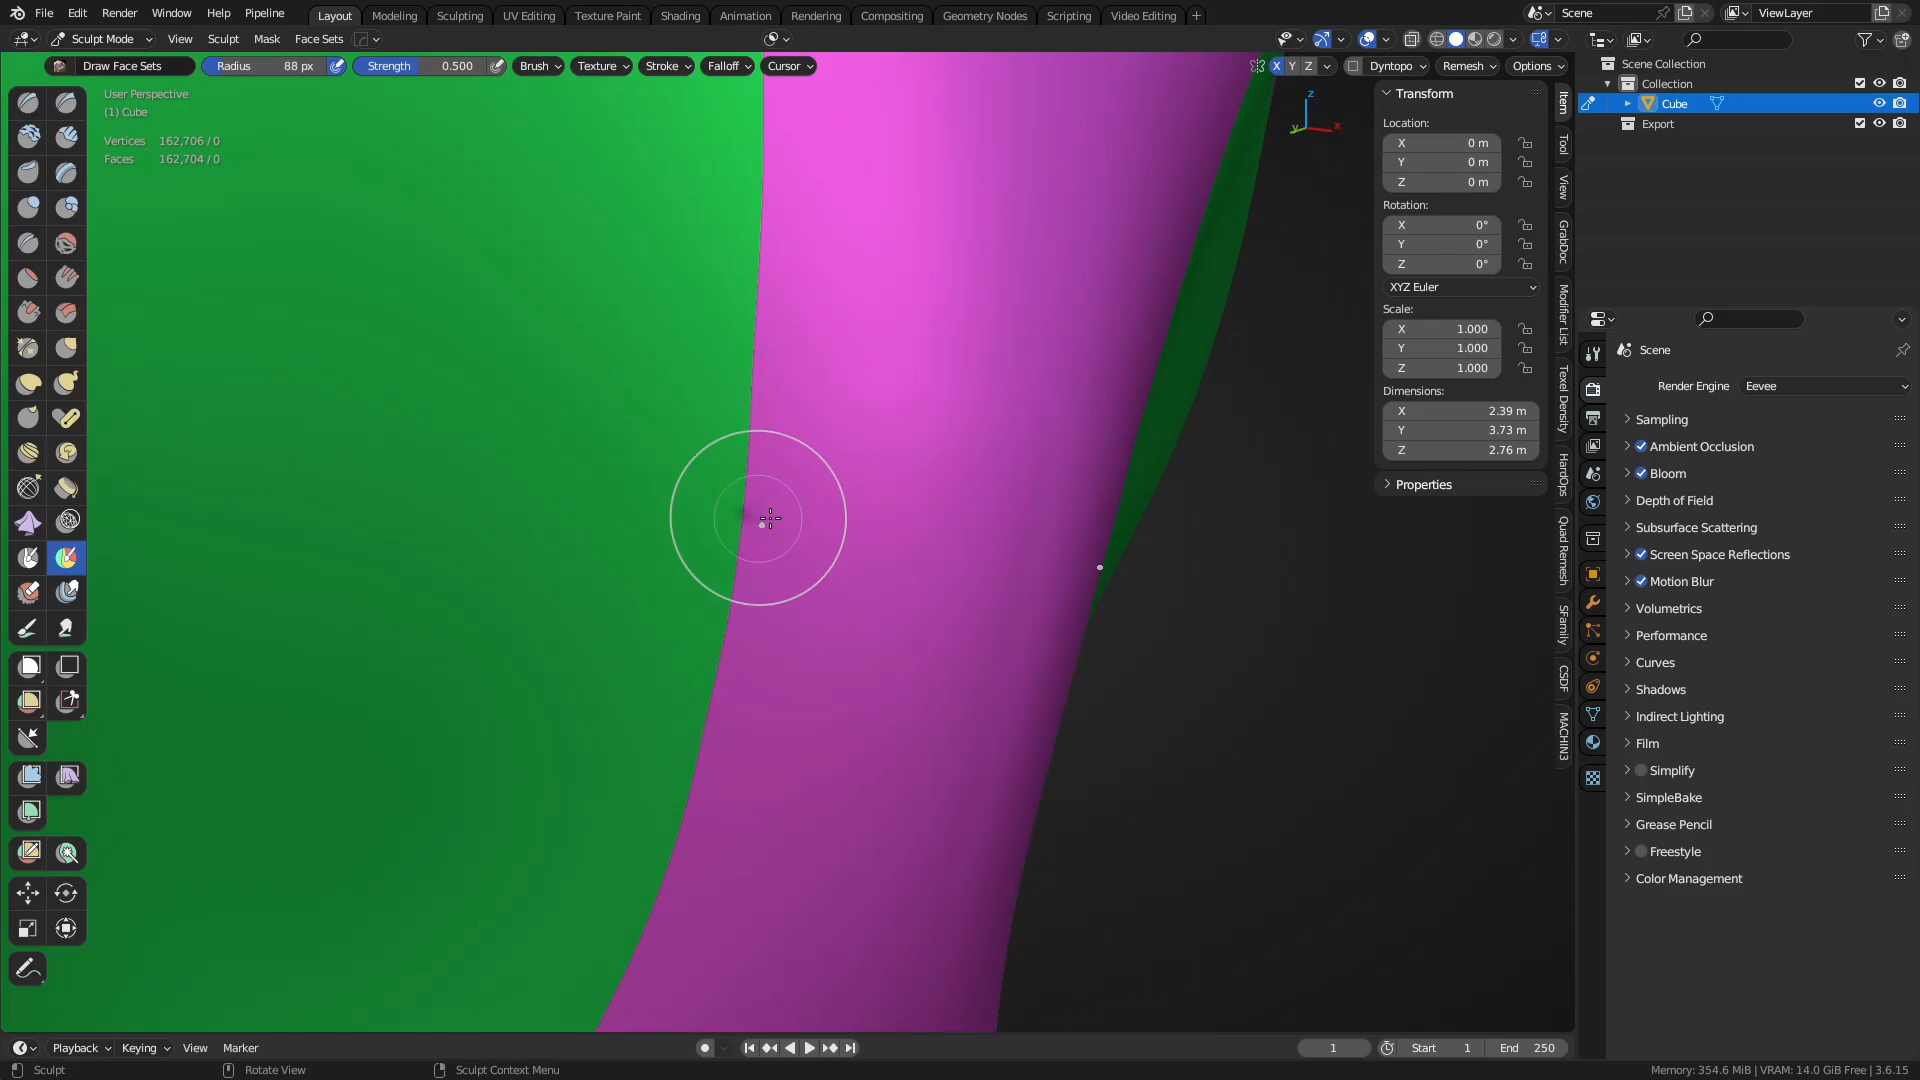 File Edit Render Window Help Pipeline Layout Modeling Sculpting UV Editing Texture Paint Shading Animation Rendering Compositing Geometry Nodes Scripting Video Editing Scene ViewLayer
Sculpt Mode View Sculpt Mask Face Sets
Draw Face Sets Radius 88 px Strength 0.500 Brush Texture Stroke Falloff Cursor X Y Z Dyntopo Remesh Options
User Perspective
(1) Cube
Vertices 162,706 / 0
Faces 162,704 / 0
Z
Y
X
Transform
Location:
X 0 m
Y 0 m
Z 0 m
Rotation:
X 0°
Y 0°
Z 0°
XYZ Euler
Scale:
X 1.000
Y 1.000
Z 1.000
Dimensions:
X 2.39 m
Y 3.73 m
Z 2.76 m
Properties
Item
Tool
View
GrabDoc
Modifier List
Texel Density
HardOps
Quad Remesh
SFamily
CSDF
MACHIN3
Scene Collection
Collection
Cube
Export
Scene
Render Engine Eevee
Sampling
Ambient Occlusion
Bloom
Depth of Field
Subsurface Scattering
Screen Space Reflections
Motion Blur
Volumetrics
Performance
Curves
Shadows
Indirect Lighting
Film
Simplify
SimpleBake
Grease Pencil
Freestyle
Color Management
Playback Keying View Marker 1 Start 1 End 250
Sculpt Rotate View Sculpt Context Menu Memory: 354.6 MiB | VRAM: 14.0 GiB Free | 3.6.15